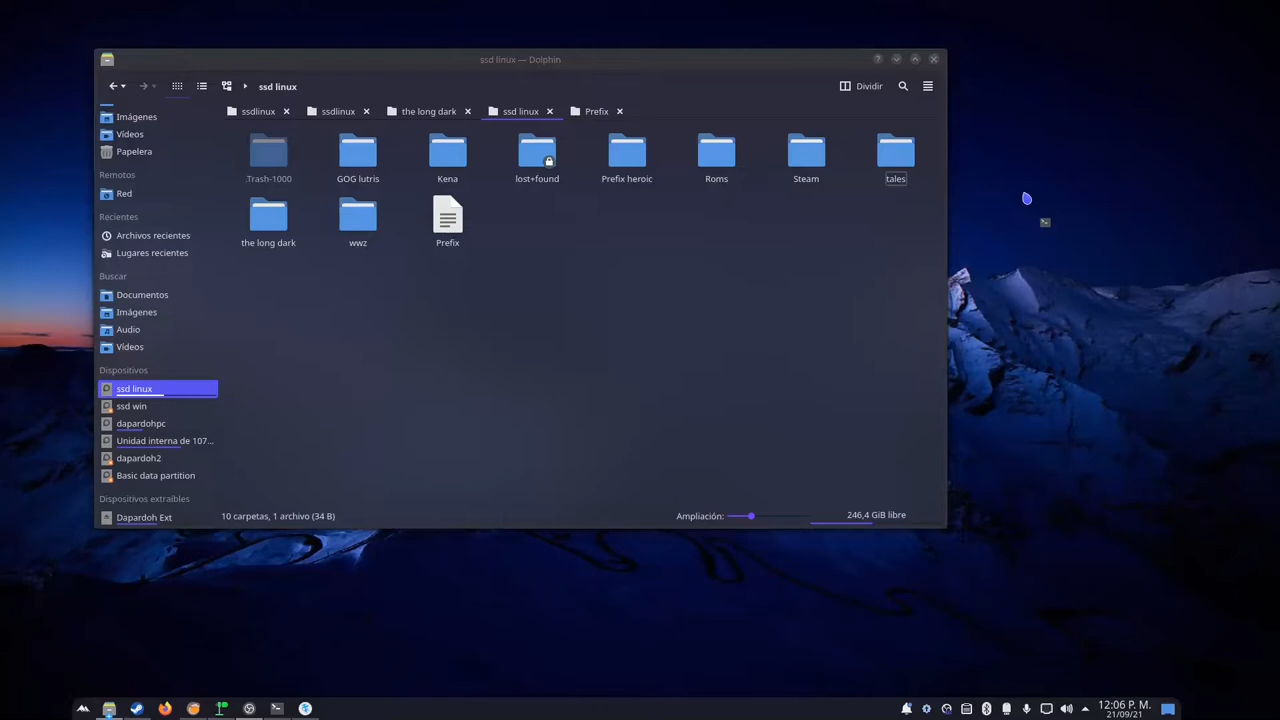 ssd linux — Dolphin
ssd linux
Dividir
ssdlinux
ssdlinux
the long dark
ssd linux
Prefix
Imágenes
Vídeos
Papelera
Remotos
Red
Recientes
Archivos recientes
Lugares recientes
Buscar
Documentos
Imágenes
Audio
Vídeos
Dispositivos
ssd linux
ssd win
dapardohpc
Unidad interna de 107...
dapardoh2
Basic data partition
Dispositivos extraíbles
Dapardoh Ext
.Trash-1000
GOG lutris
Kena
lost+found
Prefix heroic
Roms
Steam
tales
the long dark
wwz
Prefix
10 carpetas, 1 archivo (34 B)
Ampliación:
246,4 GiB libre
12:06 P. M.
21/09/21